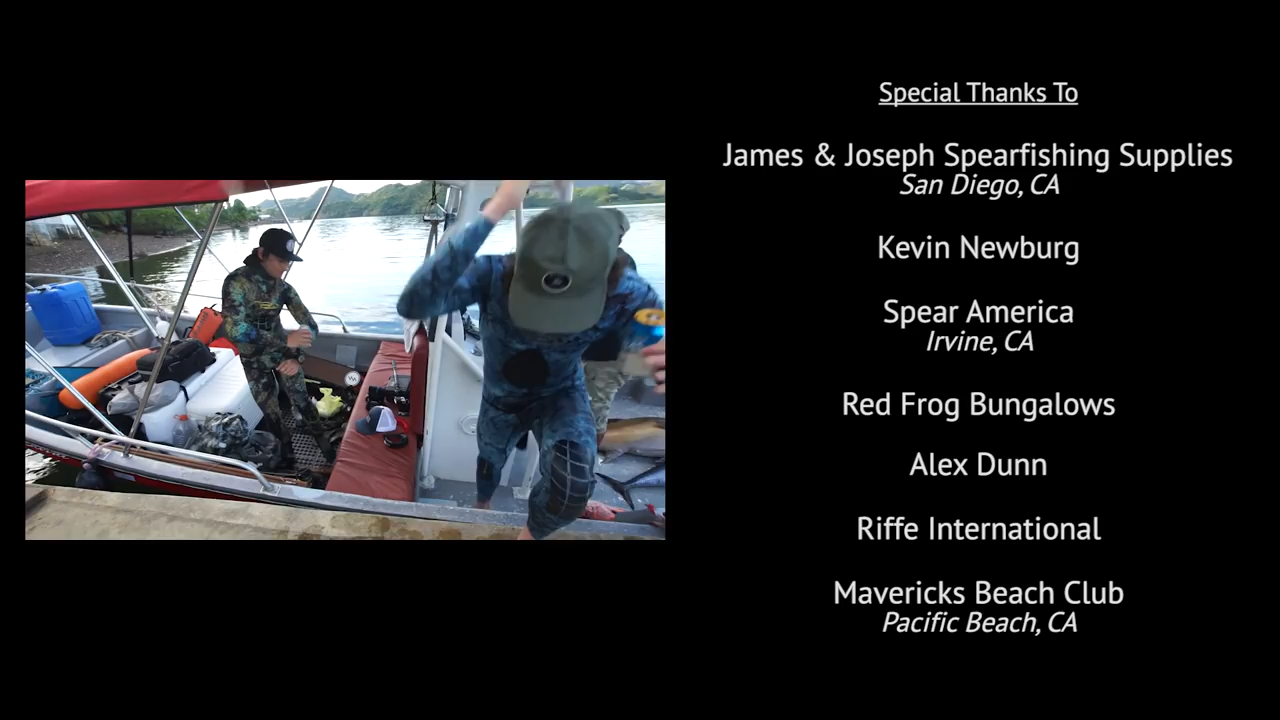 Special Thanks To
James & Joseph Spearfishing Supplies
San Diego, CA
Kevin Newburg
Spear America
Irvine, CA
Red Frog Bungalows
Alex Dunn
Riffe International
Mavericks Beach Club
Pacific Beach, CA